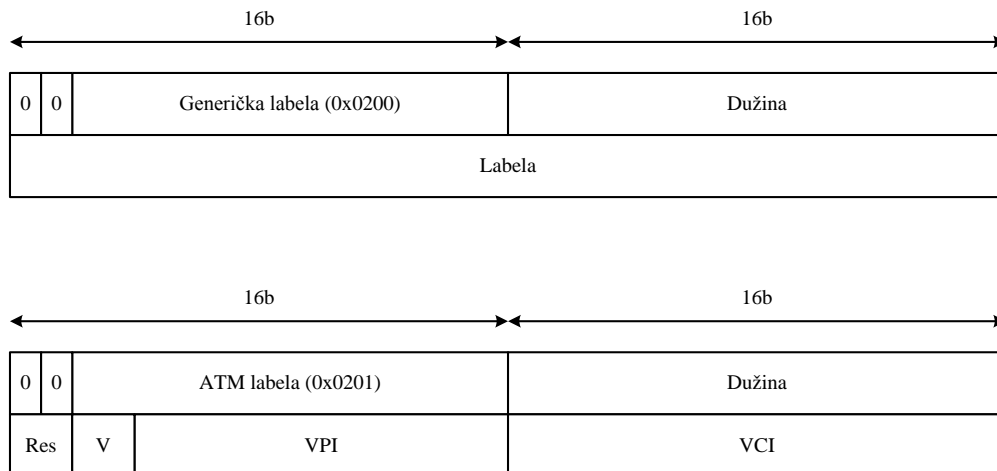 16b 16b
0 0 Generička labela (0x0200) Dužina
Labela
16b 16b
0 0 ATM labela (0x0201) Dužina
Res V VPI VCI